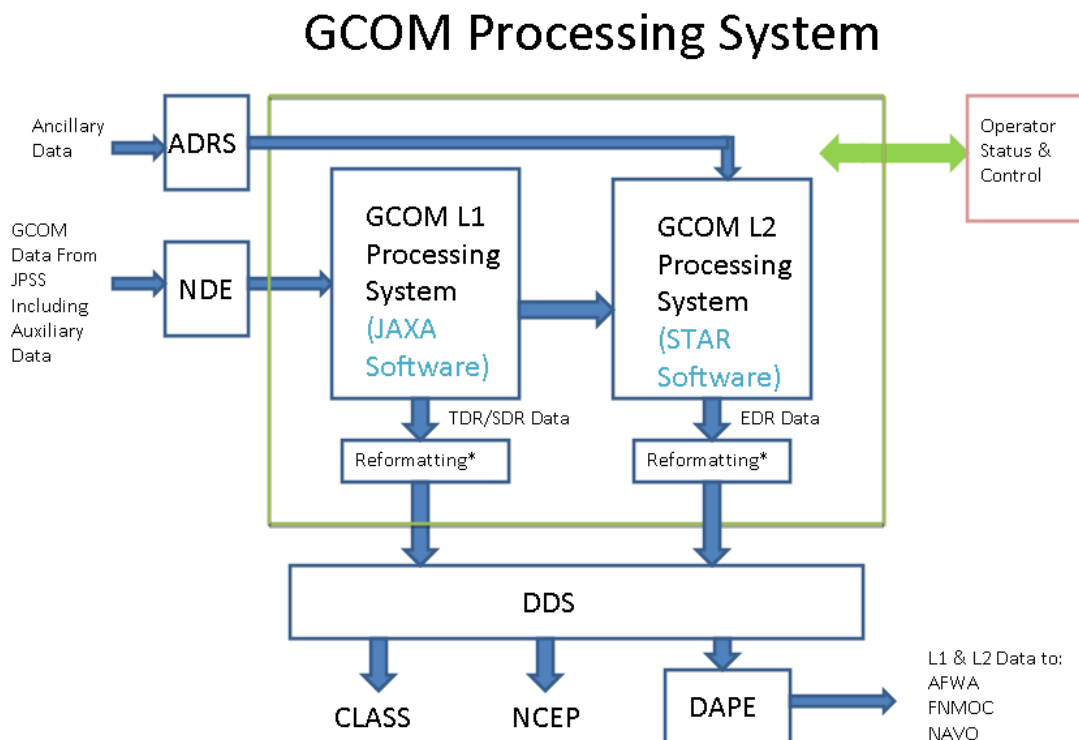 GCOM Processing System
Ancillary
Data
ADRS
Operator
Status &
Control
GCOM
Data From
JPSS
Including
Auxiliary
Data
NDE
GCOM L1
Processing
System
(JAXA
Software)
GCOM L2
Processing
System
(STAR
Software)
TDR/SDR Data
EDR Data
Reformatting*
Reformatting*
DDS
CLASS
NCEP
DAPE
L1 & L2 Data to:
AFWA
FNMOC
NAVO